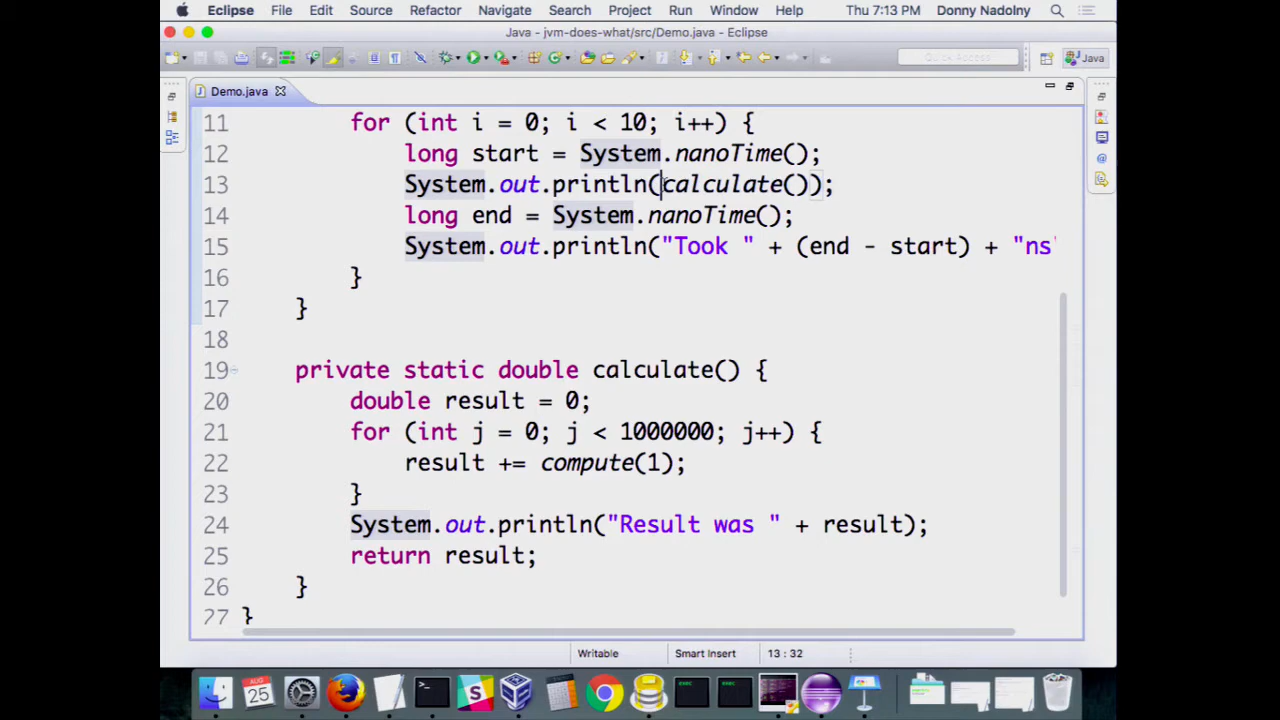 Eclipse File Edit Source Refactor Navigate Search Project Run Window Help Thu 7:13 PM Donny Nadolny
Java - jvm-does-what/src/Demo.java - Eclipse
Quick Access Java
Demo.java
11 for (int i = 0; i < 10; i++) {
12 long start = System.nanoTime();
13 System.out.println(calculate());
14 long end = System.nanoTime();
15 System.out.println("Took " + (end - start) + "ns"
16 }
17 }
18
19 private static double calculate() {
20 double result = 0;
21 for (int j = 0; j < 1000000; j++) {
22 result += compute(1);
23 }
24 System.out.println("Result was " + result);
25 return result;
26 }
27 }
Writable Smart Insert 13 : 32
AUG
25